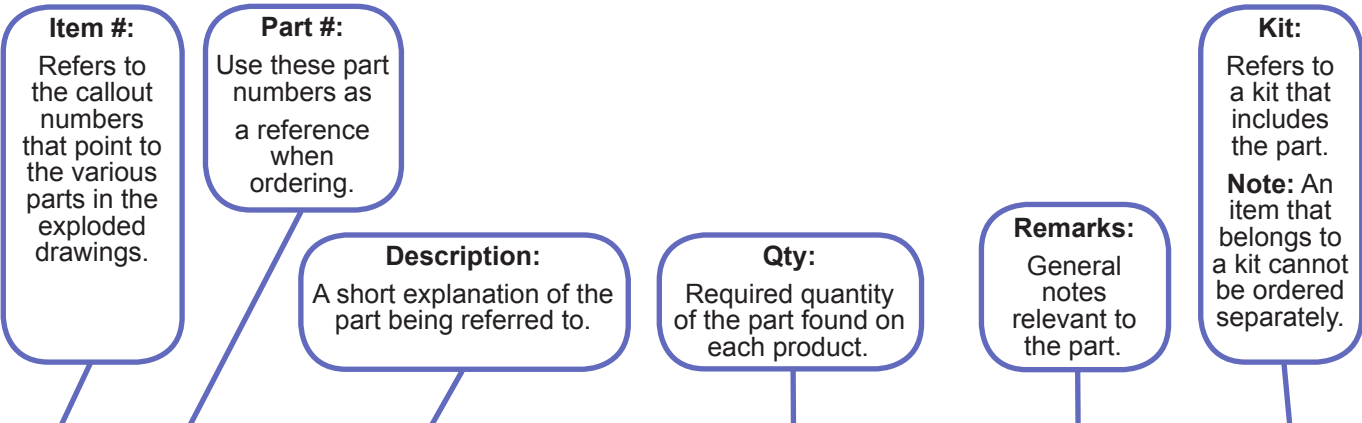 Item #:
Refers to
the callout
numbers
that point to
the various
parts in the
exploded
drawings.
Part #:
Use these part
numbers as
a reference
when
ordering.
Description:
A short explanation of the
part being referred to.
Qty:
Required quantity
of the part found on
each product.
Remarks:
General
notes
relevant to
the part.
Kit:
Refers to
a kit that
includes
the part.
Note: An
item that
belongs to
a kit cannot
be ordered
separately.